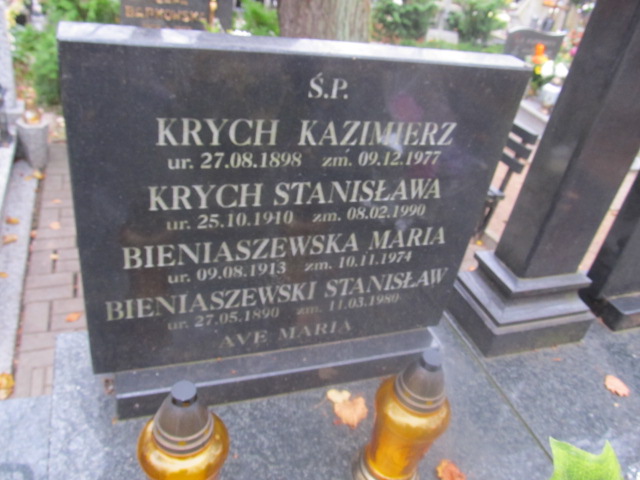 Ś.P.
KRYCH KAZIMIERZ
ur. 27.08.1898 zm. 09.12.1977
KRYCH STANISŁAWA
ur. 25.10.1910 zm. 08.02.1990
BIENIASZEWSKA MARIA
ur. 09.08.1913 zm. 10.11.1974
BIENIASZEWSKI STANISŁAW
ur. 27.05.1890 zm. 11.03.1980
AVE MARIA